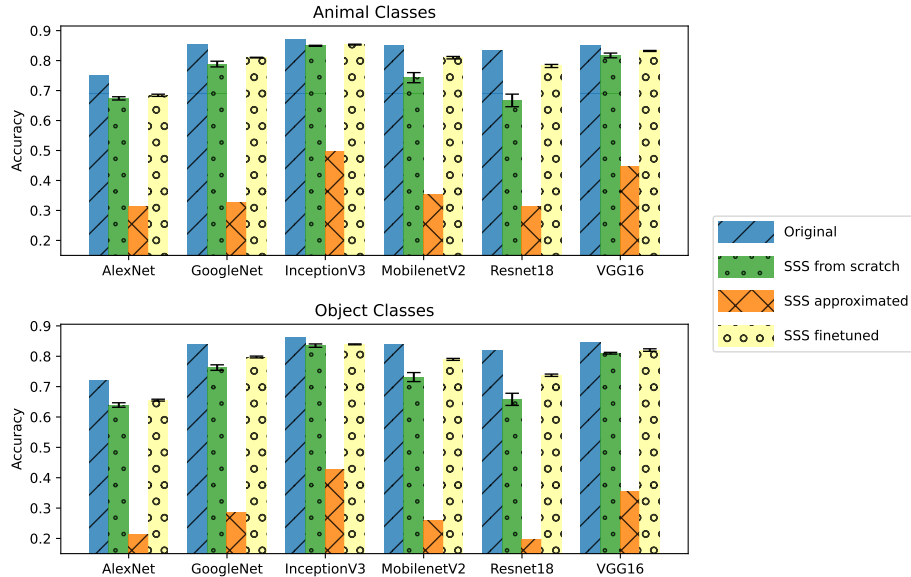 Animal Classes
0.9
0.8
0.7
0.6
0.5
0.4
0.3
0.2
Accuracy
AlexNet GoogleNet InceptionV3 MobilenetV2 Resnet18 VGG16
Original
SSS from scratch
SSS approximated
SSS finetuned
Object Classes
0.9
0.8
0.7
0.6
0.5
0.4
0.3
0.2
Accuracy
AlexNet GoogleNet InceptionV3 MobilenetV2 Resnet18 VGG16